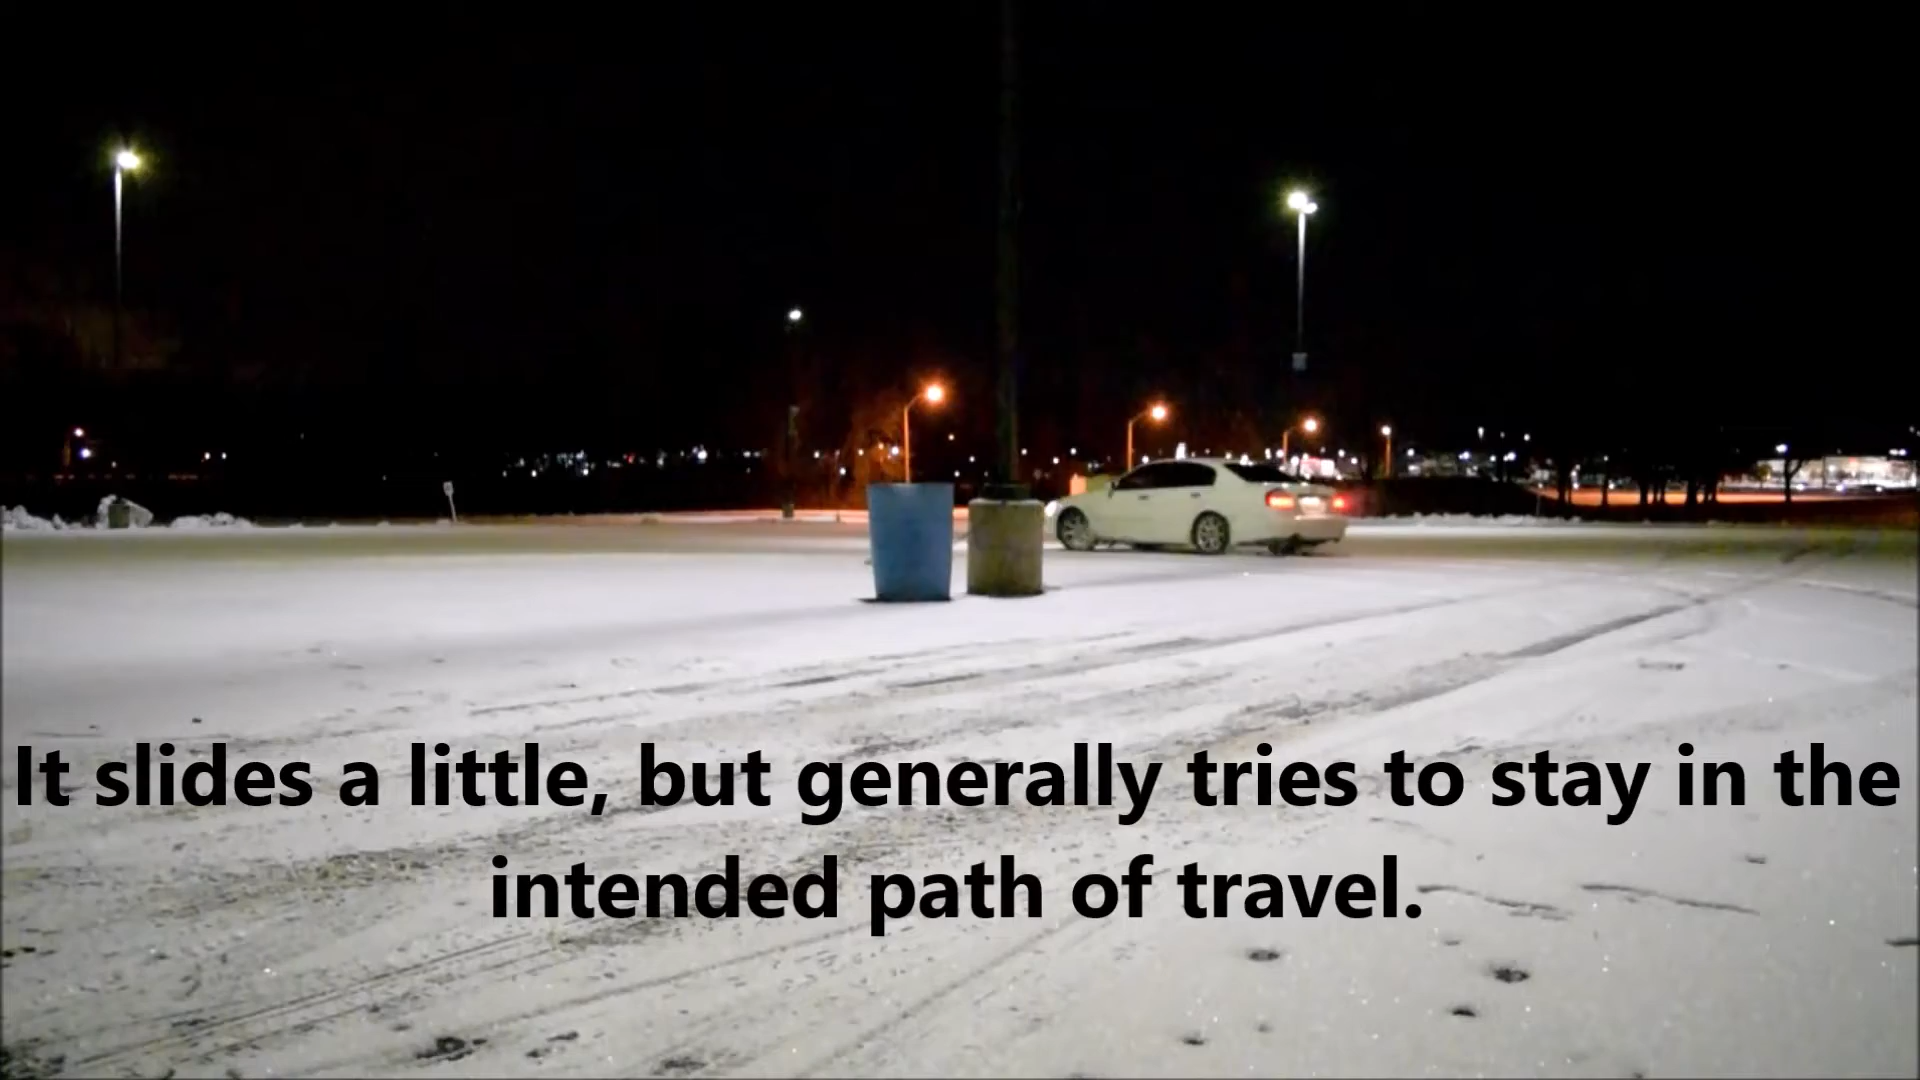 It slides a little, but generally tries to stay in the
intended path of travel.